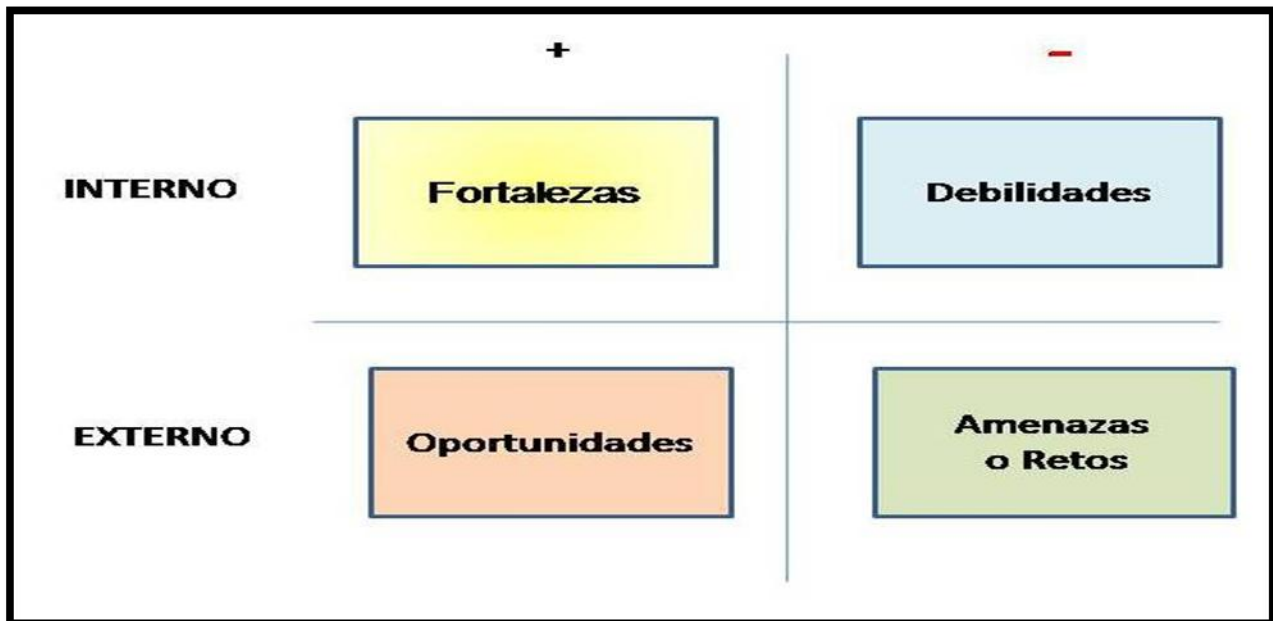 +
–
INTERNO
Fortalezas
Debilidades
EXTERNO
Oportunidades
Amenazas
o Retos